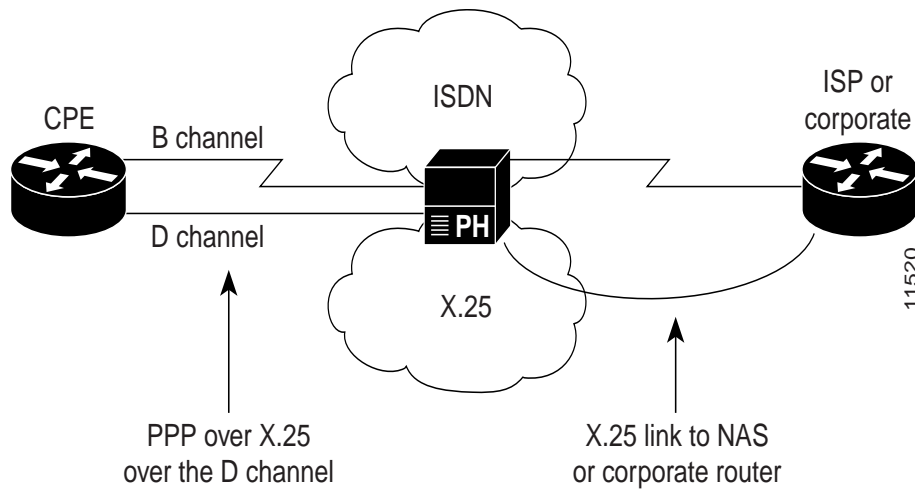 ISDN
ISP or
corporate
CPE
B channel
D channel
PH
X.25
11520
PPP over X.25
over the D channel
X.25 link to NAS
or corporate router